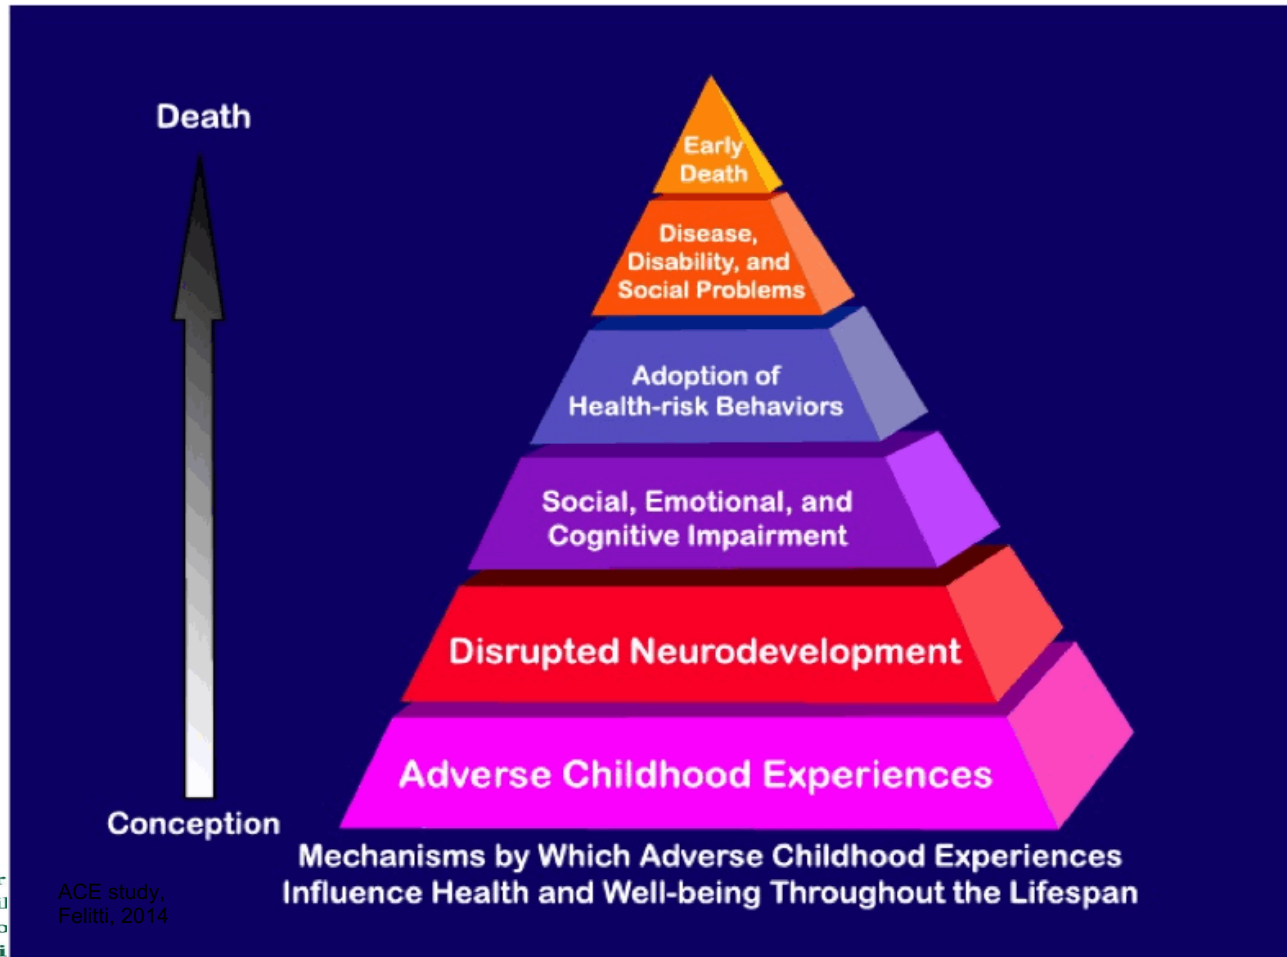 Death
Early
Death
Disease,
Disability, and
Social Problems
Adoption of
Health-risk Behaviors
Social, Emotional, and
Cognitive Impairment
Disrupted Neurodevelopment
Adverse Childhood Experiences
Conception
Mechanisms by Which Adverse Childhood Experiences
Influence Health and Well-being Throughout the Lifespan
ACE study,
Felitti, 2014